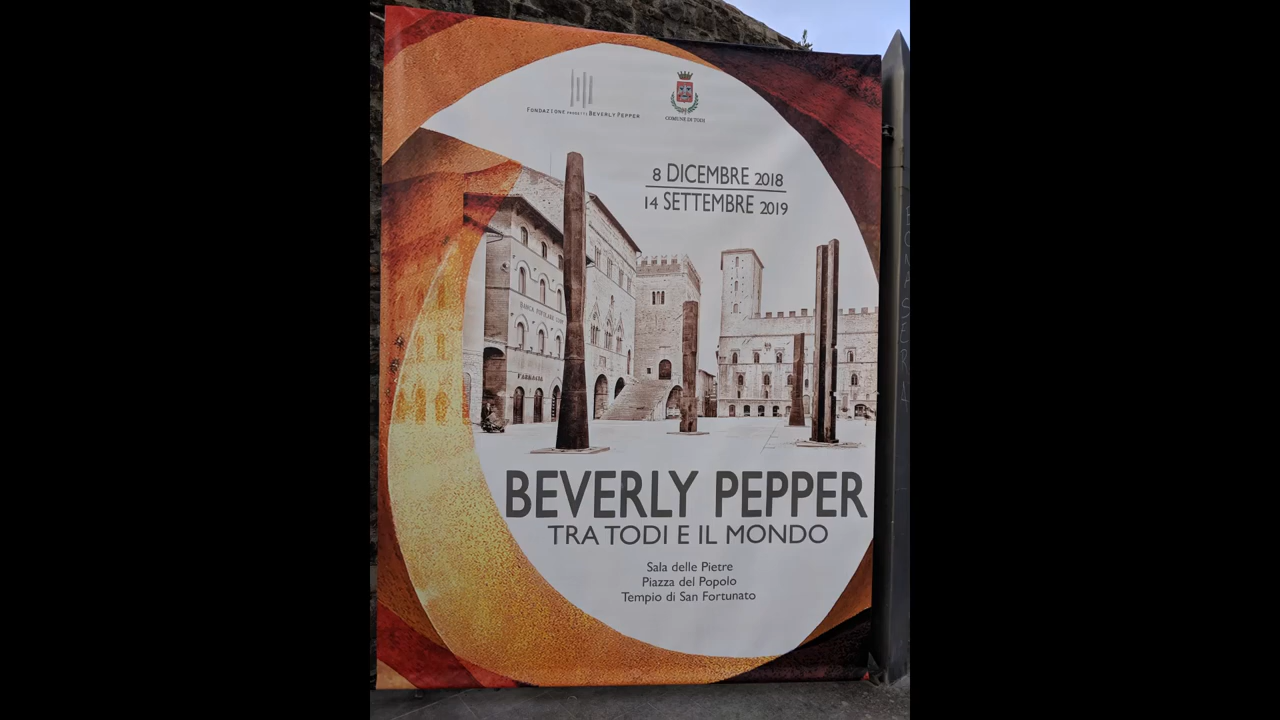 FONDAZIONE PROGETTI BEVERLY PEPPER
COMUNE DI TODI
8 DICEMBRE 2018
14 SETTEMBRE 2019
BANCA POPOLARE
FARMACIA
BEVERLY PEPPER
TRA TODI E IL MONDO
Sala delle Pietre
Piazza del Popolo
Tempio di San Fortunato